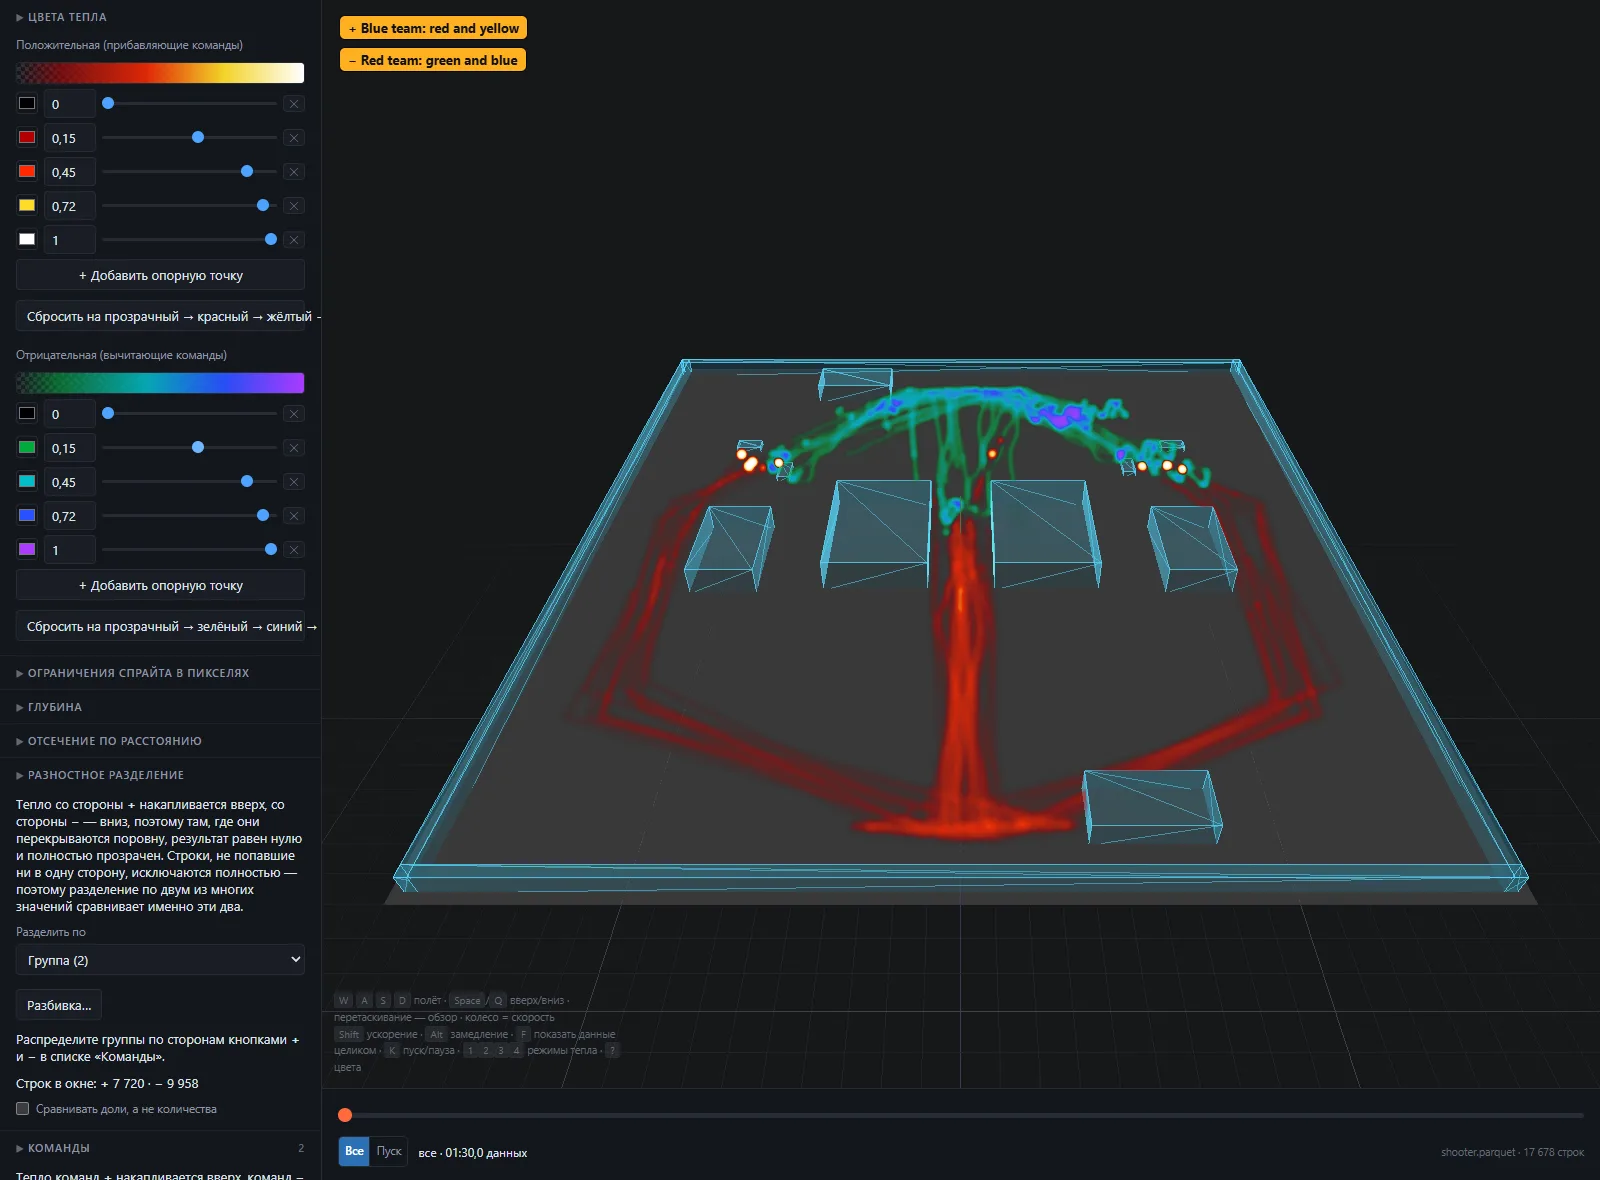 ▶ ЦВЕТА ТЕПЛА
Положительная (прибавляющие команды)
0
0,15
0,45
0,72
1
+ Добавить опорную точку
Сбросить на прозрачный → красный → жёлтый →
Отрицательная (вычитающие команды)
0
0,15
0,45
0,72
1
+ Добавить опорную точку
Сбросить на прозрачный → зелёный → синий →
▶ ОГРАНИЧЕНИЯ СПРАЙТА В ПИКСЕЛЯХ
▶ ГЛУБИНА
▶ ОТСЕЧЕНИЕ ПО РАССТОЯНИЮ
▶ РАЗНОСТНОЕ РАЗДЕЛЕНИЕ
Тепло со стороны + накапливается вверх, со
стороны − — вниз, поэтому там, где они
перекрываются поровну, результат равен нулю
и полностью прозрачен. Строки, не попавшие
ни в одну сторону, исключаются полностью —
поэтому разделение по двум из многих
значений сравнивает именно эти два.
Разделить по
Группа (2)
Разбивка...
Распределите группы по сторонам кнопками +
и − в списке «Команды».
Строк в окне: + 7 720 · − 9 958
Сравнивать доли, а не количества
▶ КОМАНДЫ 2
Тепло команд + накапливается вверх, команд −
+ Blue team: red and yellow
− Red team: green and blue
W A S D полёт · Space / Q вверх/вниз ·
перетаскивание — обзор · колесо = скорость
Shift ускорение · Alt замедление · F показать данные
целиком · K пуск/пауза · 1 2 3 4 режимы тепла · ?
цвета
Все Пуск все · 01:30,0 данных
shooter.parquet · 17 678 строк